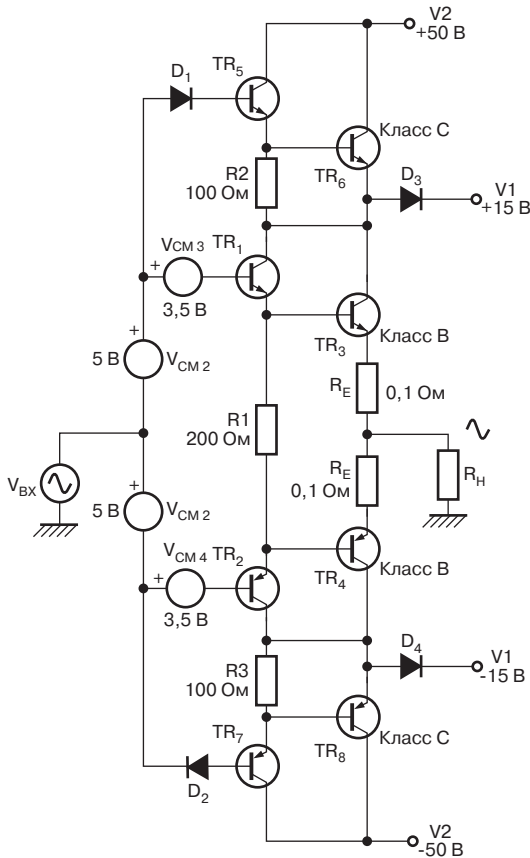 V2
+50 В
D1
TR5
Класс С
TR6
D3
V1
+15 В
R2
100 Ом
VСМ 3
TR1
+
3,5 В
+
5 В
VСМ 2
TR3
Класс В
RE
0,1 Ом
R1
200 Ом
VВХ
+
5 В
VСМ 2
RE
0,1 Ом
RН
VСМ 4
TR2
+
3,5 В
TR4
Класс В
D4
V1
-15 В
R3
100 Ом
TR7
TR8
Класс С
D2
V2
-50 В